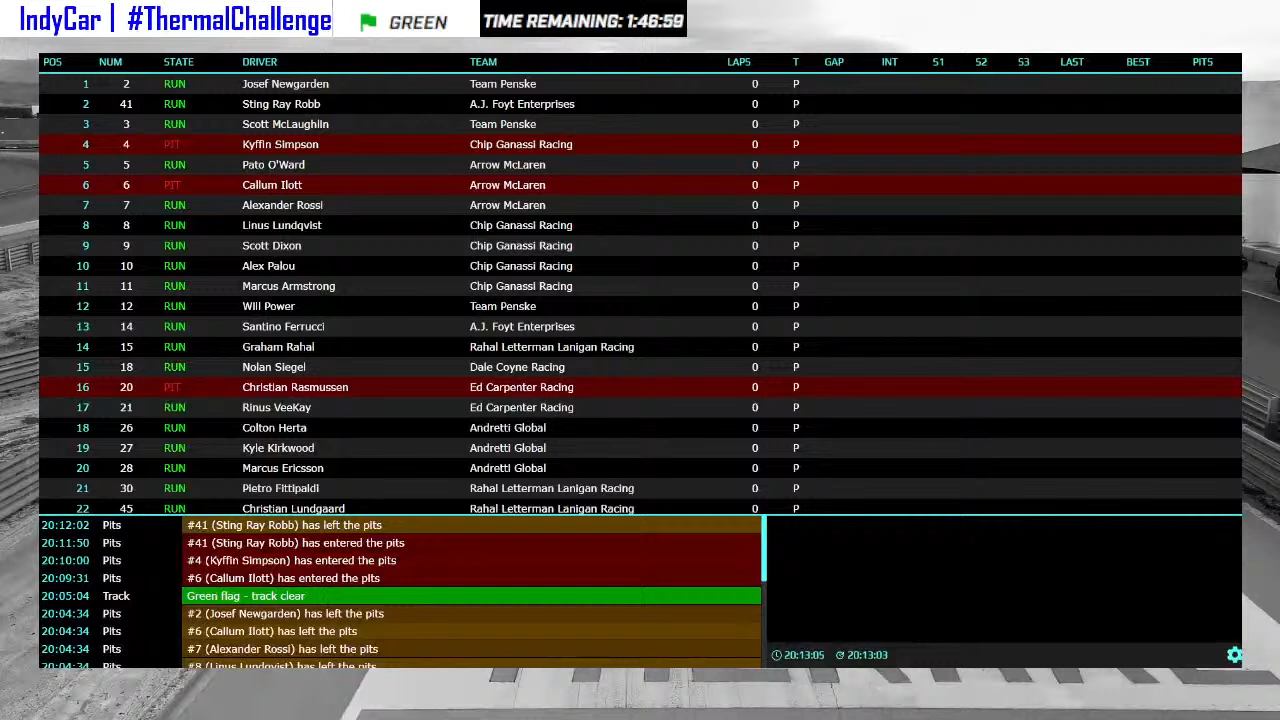 IndyCar | #ThermalChallenge GREEN TIME REMAINING: 1:46:59
POS NUM STATE DRIVER TEAM LAPS T GAP INT S1 S2 S3 LAST BEST PITS
1 2 RUN Josef Newgarden Team Penske 0 P
2 41 RUN Sting Ray Robb A.J. Foyt Enterprises 0 P
3 3 RUN Scott McLaughlin Team Penske 0 P
4 4 PIT Kyffin Simpson Chip Ganassi Racing 0 P
5 5 RUN Pato O'Ward Arrow McLaren 0 P
6 6 PIT Callum Ilott Arrow McLaren 0 P
7 7 RUN Alexander Rossi Arrow McLaren 0 P
8 8 RUN Linus Lundqvist Chip Ganassi Racing 0 P
9 9 RUN Scott Dixon Chip Ganassi Racing 0 P
10 10 RUN Alex Palou Chip Ganassi Racing 0 P
11 11 RUN Marcus Armstrong Chip Ganassi Racing 0 P
12 12 RUN Will Power Team Penske 0 P
13 14 RUN Santino Ferrucci A.J. Foyt Enterprises 0 P
14 15 RUN Graham Rahal Rahal Letterman Lanigan Racing 0 P
15 18 RUN Nolan Siegel Dale Coyne Racing 0 P
16 20 PIT Christian Rasmussen Ed Carpenter Racing 0 P
17 21 RUN Rinus VeeKay Ed Carpenter Racing 0 P
18 26 RUN Colton Herta Andretti Global 0 P
19 27 RUN Kyle Kirkwood Andretti Global 0 P
20 28 RUN Marcus Ericsson Andretti Global 0 P
21 30 RUN Pietro Fittipaldi Rahal Letterman Lanigan Racing 0 P
22 45 RUN Christian Lundgaard Rahal Letterman Lanigan Racing 0 P
20:12:02 Pits #41 (Sting Ray Robb) has left the pits
20:11:50 Pits #41 (Sting Ray Robb) has entered the pits
20:10:00 Pits #4 (Kyffin Simpson) has entered the pits
20:09:31 Pits #6 (Callum Ilott) has entered the pits
20:05:04 Track Green flag - track clear
20:04:34 Pits #2 (Josef Newgarden) has left the pits
20:04:34 Pits #6 (Callum Ilott) has left the pits
20:04:34 Pits #7 (Alexander Rossi) has left the pits
20:04:34 Pits #8 (Linus Lundqvist) has left the pits
20:13:05 20:13:03